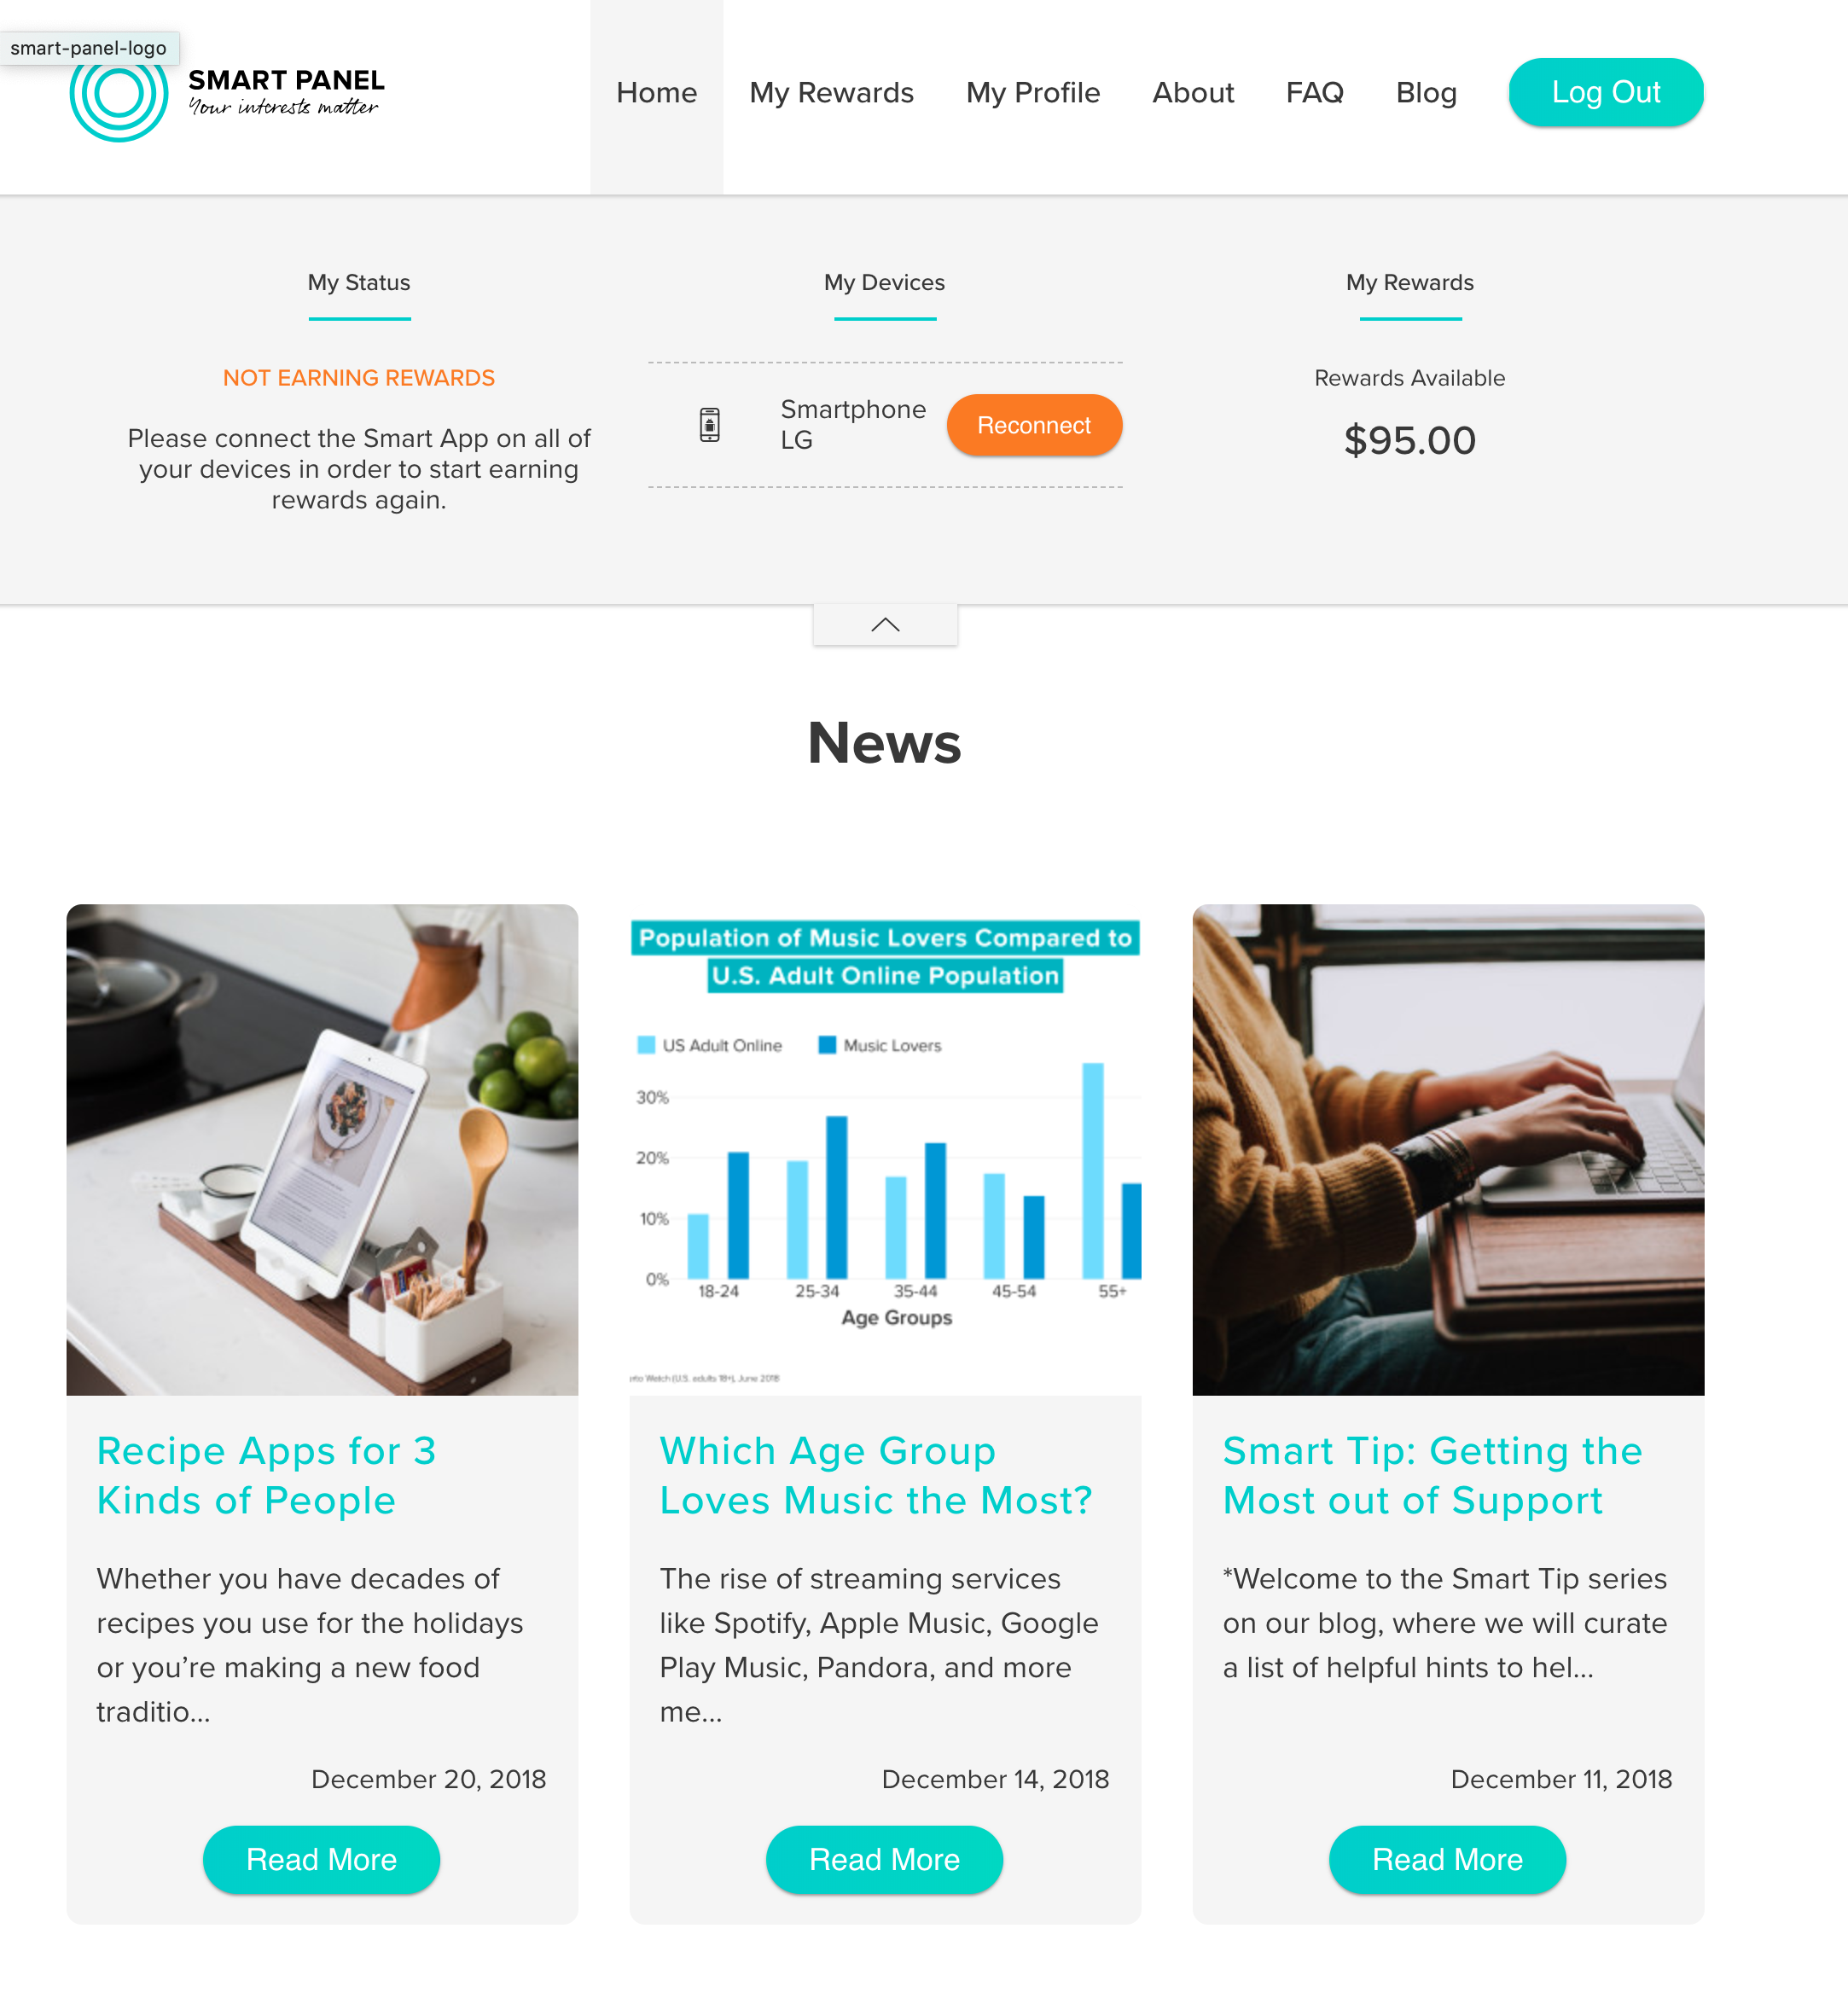 smart-panel-logo
SMART PANEL
Your interests matter
Home
My Rewards
My Profile
About
FAQ
Blog
Log Out
My Status
NOT EARNING REWARDS
Please connect the Smart App on all of
your devices in order to start earning
rewards again.
My Devices
Smartphone
LG
Reconnect
My Rewards
Rewards Available
$95.00
News
Recipe Apps for 3
Kinds of People
Whether you have decades of
recipes you use for the holidays
or you’re making a new food
traditio...
December 20, 2018
Read More
Population of Music Lovers Compared to
U.S. Adult Online Population
US Adult Online
Music Lovers
30%
20%
10%
0%
18-24
25-34
35-44
45-54
55+
Age Groups
Watch (U.S. adults 18+), June 2018
Which Age Group
Loves Music the Most?
The rise of streaming services
like Spotify, Apple Music, Google
Play Music, Pandora, and more
me...
December 14, 2018
Read More
Smart Tip: Getting the
Most out of Support
*Welcome to the Smart Tip series
on our blog, where we will curate
a list of helpful hints to hel...
December 11, 2018
Read More